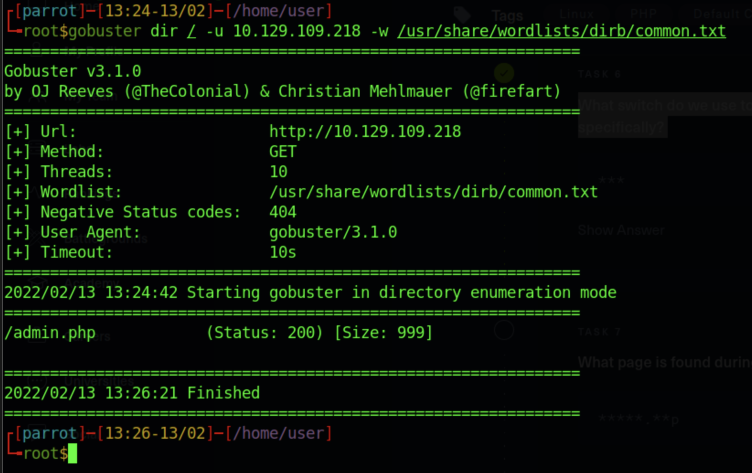 ┌[parrot]─[13:24-13/02]─[/home/user]
└╼root$gobuster dir / -u 10.129.109.218 -w /usr/share/wordlists/dirb/common.txt
===============================================================
Gobuster v3.1.0
by OJ Reeves (@TheColonial) & Christian Mehlmauer (@firefart)
===============================================================
[+] Url:                     http://10.129.109.218
[+] Method:                  GET
[+] Threads:                 10
[+] Wordlist:                /usr/share/wordlists/dirb/common.txt
[+] Negative Status codes:   404
[+] User Agent:              gobuster/3.1.0
[+] Timeout:                 10s
===============================================================
2022/02/13 13:24:42 Starting gobuster in directory enumeration mode
===============================================================
/admin.php            (Status: 200) [Size: 999]

===============================================================
2022/02/13 13:26:21 Finished
===============================================================
┌[parrot]─[13:26-13/02]─[/home/user]
└╼root$
Tags
Linux
PHP
Default
TASK 6
What switch do we use
specifically?
***
Show Answer
TASK 7
What page is found during
*****.**p